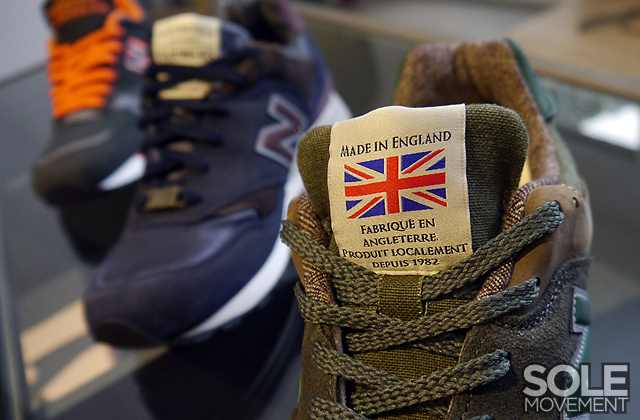 MADE IN ENGLAND
FABRIQUE EN
ANGLETERRE.
PRODUIT LOCALEMENT
DEPUIS 1982
N
SOLE
MOVEMENT